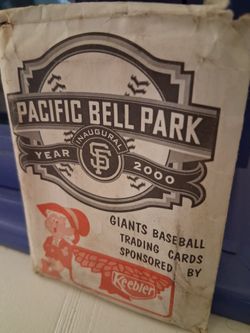 PACIFIC BELL PARK
INAUGURAL
YEAR SF 2000
GIANTS BASEBALL
TRADING CARDS
SPONSORED BY
Keebler